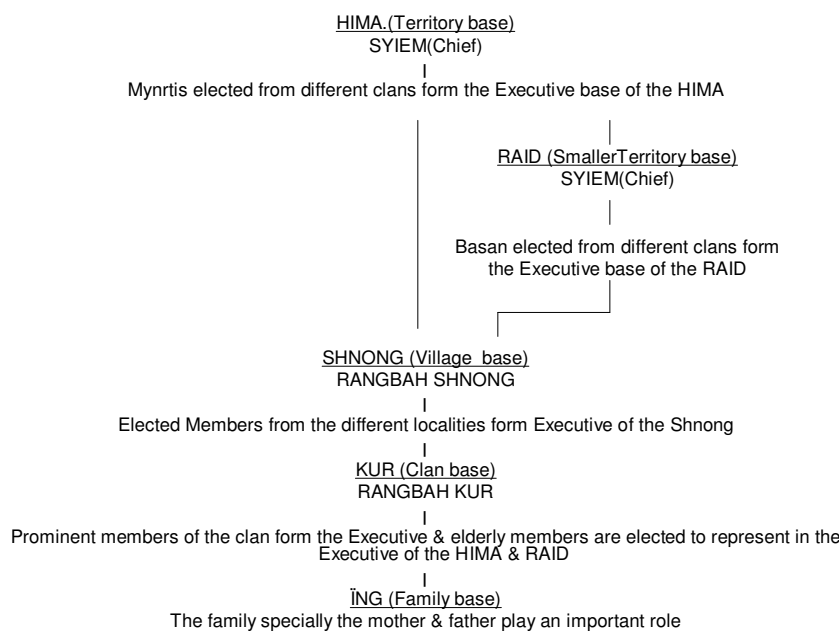 HIMA.(Territory base)
SYIEM(Chief)
Mynrtis elected from different clans form the Executive base of the HIMA
RAID (SmallerTerritory base)
SYIEM(Chief)
Basan elected from different clans form
the Executive base of the RAID
SHNONG (Village base)
RANGBAH SHNONG
Elected Members from the different localities form Executive of the Shnong
KUR (Clan base)
RANGBAH KUR
Prominent members of the clan form the Executive & elderly members are elected to represent in the
Executive of the HIMA & RAID
ÏNG (Family base)
The family specially the mother & father play an important role